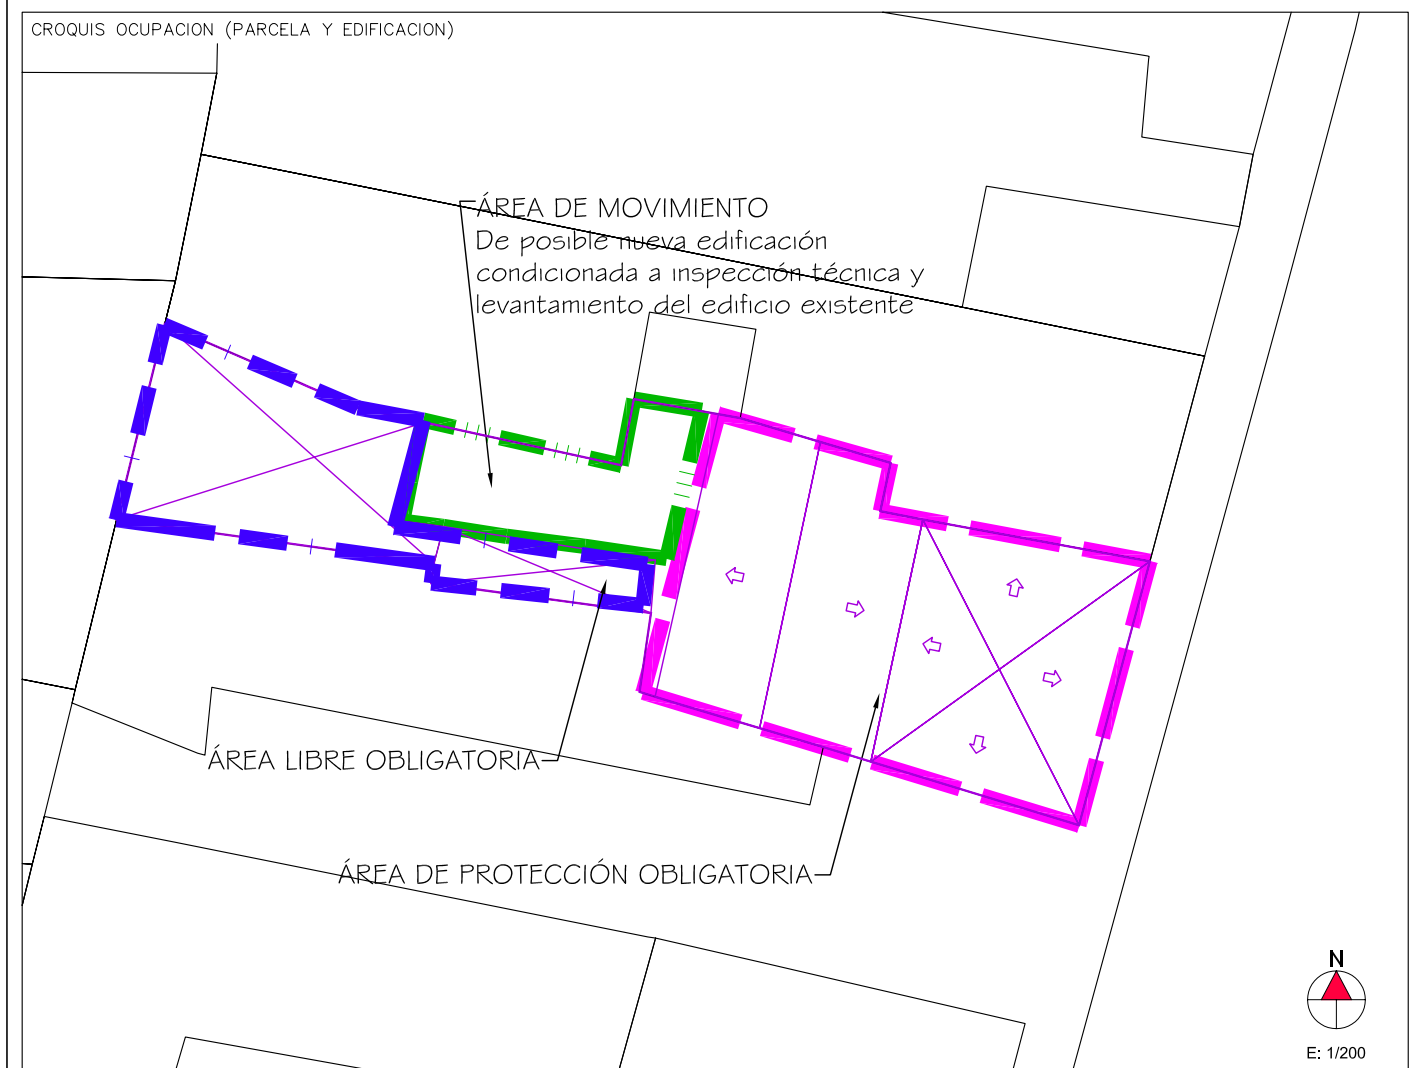 CROQUIS OCUPACION (PARCELA Y EDIFICACION)
ÁREA DE MOVIMIENTO
De posible nueva edificación
condicionada a inspección técnica y
levantamiento del edificio existente
ÁREA LIBRE OBLIGATORIA
ÁREA DE PROTECCIÓN OBLIGATORIA
N
E: 1/200